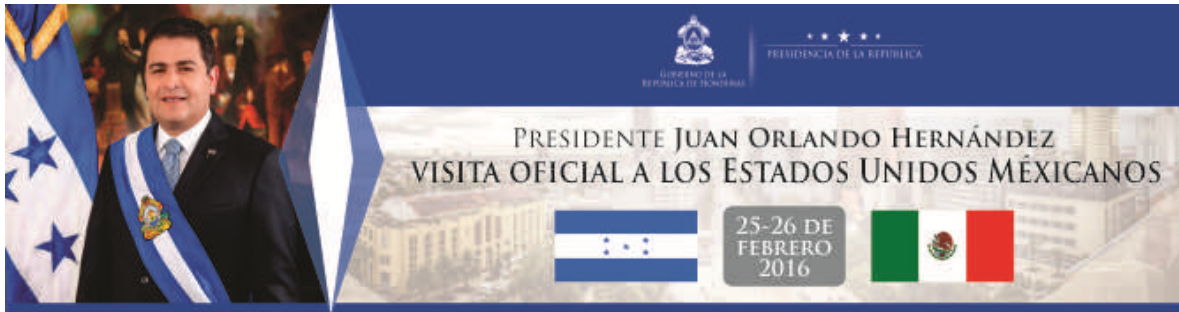 GOBIERNO DE LA
REPÚBLICA DE HONDURAS
PRESIDENCIA DE LA REPÚBLICA
PRESIDENTE JUAN ORLANDO HERNÁNDEZ
VISITA OFICIAL A LOS ESTADOS UNIDOS MÉXICANOS
25-26 DE
FEBRERO
2016